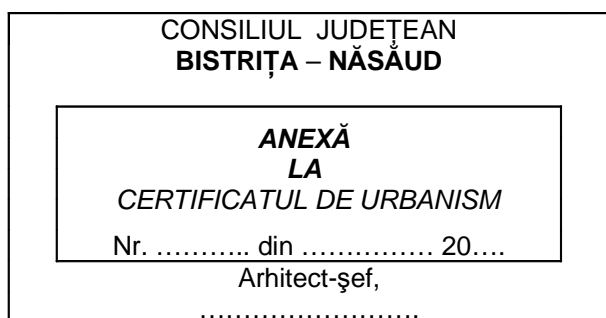 CONSILIUL JUDEȚEAN
BISTRIȚA – NĂSĂUD
ANEXĂ
LA
CERTIFICATUL DE URBANISM
Nr. ……….. din …………… 20….
Arhitect-şef,
…………………….